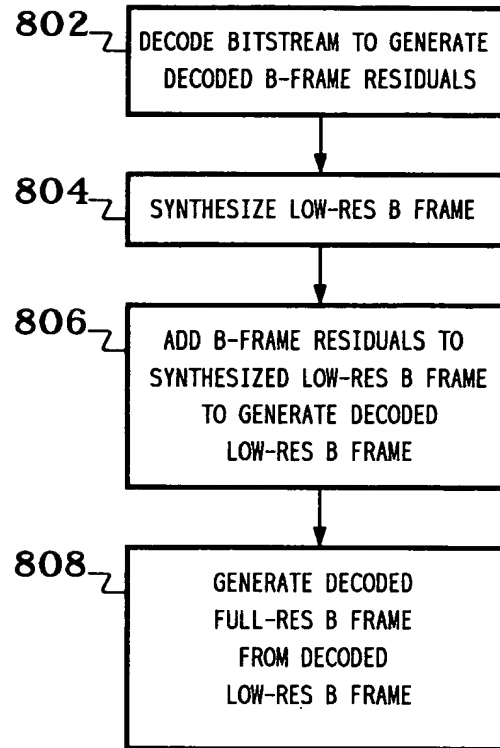 802
DECODE BITSTREAM TO GENERATE
DECODED B-FRAME RESIDUALS
804
SYNTHESIZE LOW-RES B FRAME
806
ADD B-FRAME RESIDUALS TO
SYNTHESIZED LOW-RES B FRAME
TO GENERATE DECODED
LOW-RES B FRAME
808
GENERATE DECODED
FULL-RES B FRAME
FROM DECODED
LOW-RES B FRAME